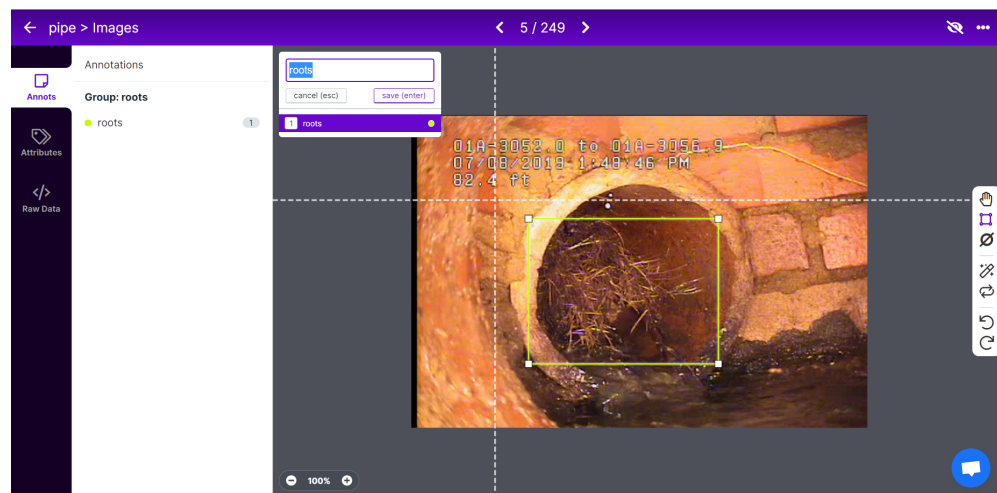 pipe > Images
5 / 249
Annots
Attributes
</>
Raw Data
Annotations
Group: roots
roots
1
roots
cancel (esc)
save (enter)
1 roots
01A-3052.0 to 01A-3056.9
07/08/2019 1:48:46 PM
82.4 ft
100%